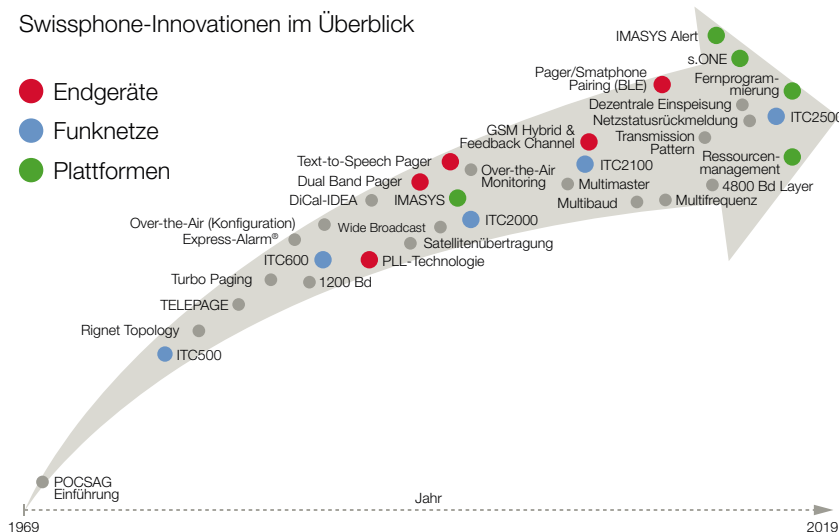 Swissphone-Innovationen im Überblick
Endgeräte
Funknetze
Plattformen
IMASYS Alert
s.ONE
Pager/Smatphone
Pairing (BLE)
Fernprogram-
mierung
Dezentrale Einspeisung
Netzstatusrückmeldung
ITC2500
GSM Hybrid &
Feedback Channel
Transmission
Pattern
Text-to-Speech Pager
Over-the-Air
Monitoring
ITC2100
Ressourcen-
management
Dual Band Pager
Multimaster
4800 Bd Layer
DiCal-IDEA
IMASYS
Multibaud
Multifrequenz
Over-the-Air (Konfiguration)
Wide Broadcast
ITC2000
Express-Alarm®
Satellitenübertragung
ITC600
PLL-Technologie
Turbo Paging
1200 Bd
TELEPAGE
Rignet Topology
ITC500
POCSAG
Einführung
Jahr
1969
2019